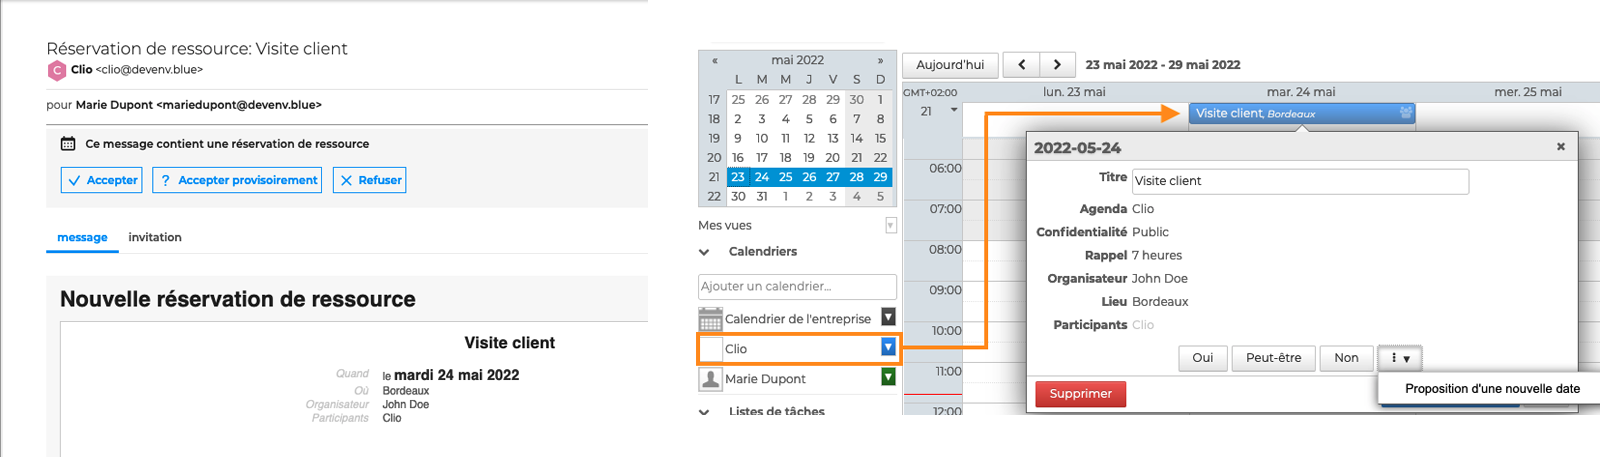 Réservation de ressource: Visite client
C Clio <clio@devenv.blue>
pour Marie Dupont <mariedupont@devenv.blue>
Ce message contient une réservation de ressource
Accepter
? Accepter provisoirement
Refuser
message invitation
Nouvelle réservation de ressource
Visite client
Quand le mardi 24 mai 2022
Où Bordeaux
Organisateur John Doe
Participants Clio
« mai 2022 »
L M M J V S D
17 25 26 27 28 29 30 1
18 2 3 4 5 6 7 8
19 9 10 11 12 13 14 15
20 16 17 18 19 20 21 22
21 23 24 25 26 27 28 29
22 30 31 1 2 3 4 5
Mes vues
Calendriers
Ajouter un calendrier...
Calendrier de l'entreprise
Clio
Marie Dupont
Listes de tâches
Aujourd'hui
23 mai 2022 - 29 mai 2022
GMT+02:00 lun. 23 mai mar. 24 mai mer. 25 mai
21
Visite client, Bordeaux
06:00
07:00
08:00
09:00
10:00
11:00
12:00
2022-05-24
Titre Visite client
Agenda Clio
Confidentialité Public
Rappel 7 heures
Organisateur John Doe
Lieu Bordeaux
Participants Clio
Oui Peut-être Non
Proposition d'une nouvelle date
Supprimer